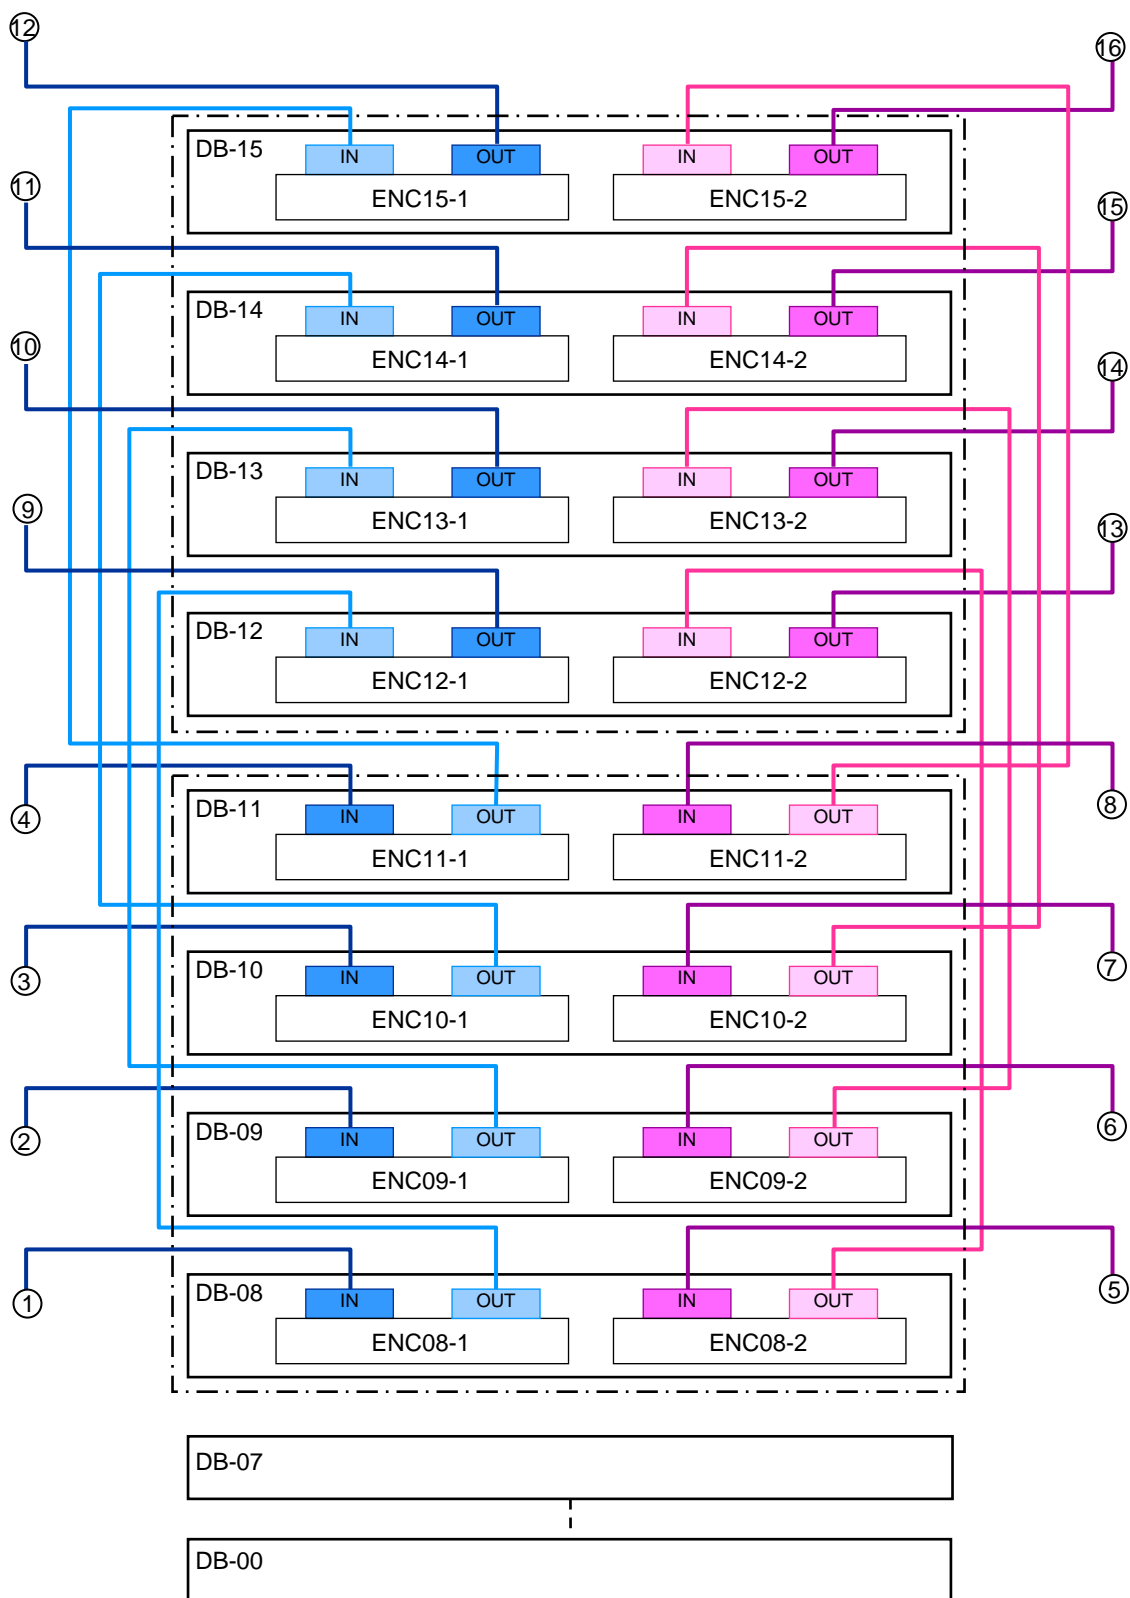 ⑫
⑯
DB-15
IN
OUT
IN
OUT
ENC15-1
ENC15-2
⑪
⑮
DB-14
IN
OUT
IN
OUT
ENC14-1
ENC14-2
⑩
⑭
DB-13
IN
OUT
IN
OUT
ENC13-1
ENC13-2
⑨
⑬
DB-12
IN
OUT
IN
OUT
ENC12-1
ENC12-2
④
⑧
DB-11
IN
OUT
IN
OUT
ENC11-1
ENC11-2
③
⑦
DB-10
IN
OUT
IN
OUT
ENC10-1
ENC10-2
②
⑥
DB-09
IN
OUT
IN
OUT
ENC09-1
ENC09-2
①
⑤
DB-08
IN
OUT
IN
OUT
ENC08-1
ENC08-2
DB-07
DB-00